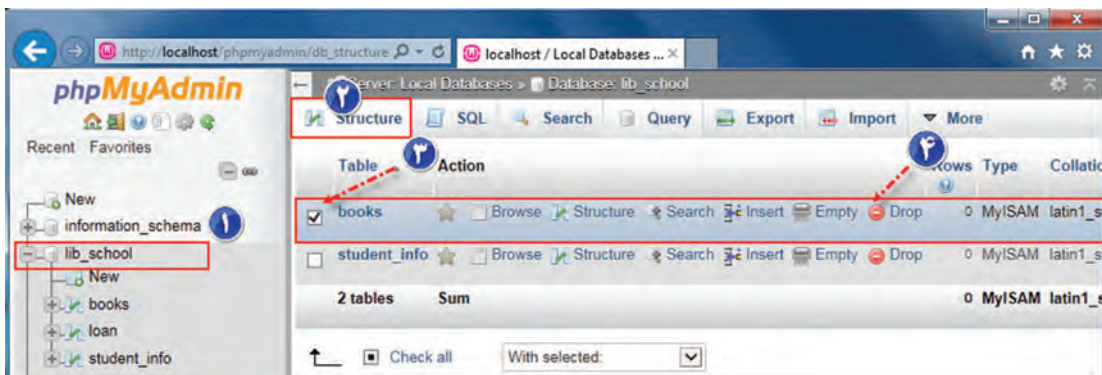 http://localhost/phpmyadmin/db_structure
localhost / Local Databases ...
phpMyAdmin
Recent Favorites
New
information_schema
۱
lib_school
New
books
loan
student_info
Server: Local Databases » Database: lib_school
۲
Structure SQL Search Query Export Import More
۳ ۴
Table Action Rows Type
books Browse Structure Search Insert Empty Drop 0 MyISAM latin1_s
student_info Browse Structure Search Insert Empty Drop 0 MyISAM latin1_s
2 tables Sum 0 MyISAM latin1_s
Check all With selected: